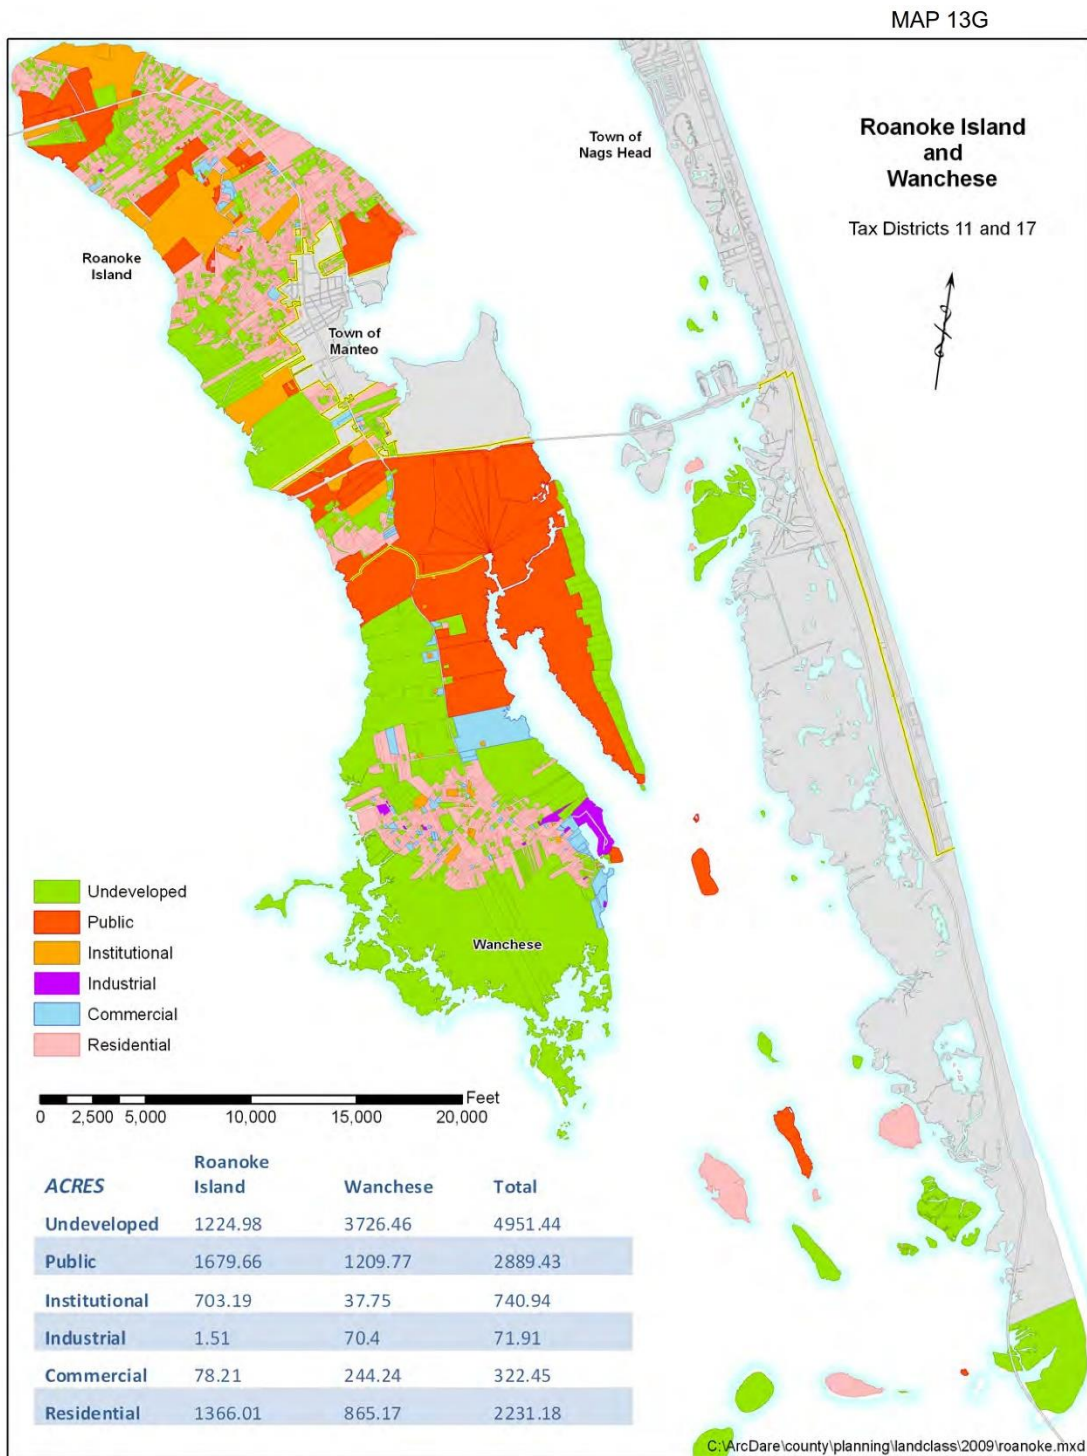 MAP 13G
Roanoke Island
and
Wanchese
Tax Districts 11 and 17
Town of
Nags Head
Roanoke
Island
Town of
Manteo
Wanchese
Undeveloped
Public
Institutional
Industrial
Commercial
Residential
Feet
0 2,500 5,000 10,000 15,000 20,000
ACRES Roanoke Island Wanchese Total
Undeveloped 1224.98 3726.46 4951.44
Public 1679.66 1209.77 2889.43
Institutional 703.19 37.75 740.94
Industrial 1.51 70.4 71.91
Commercial 78.21 244.24 322.45
Residential 1366.01 865.17 2231.18
C:\ArcDare\county\planning\landclass\2009\roanoke.mxd